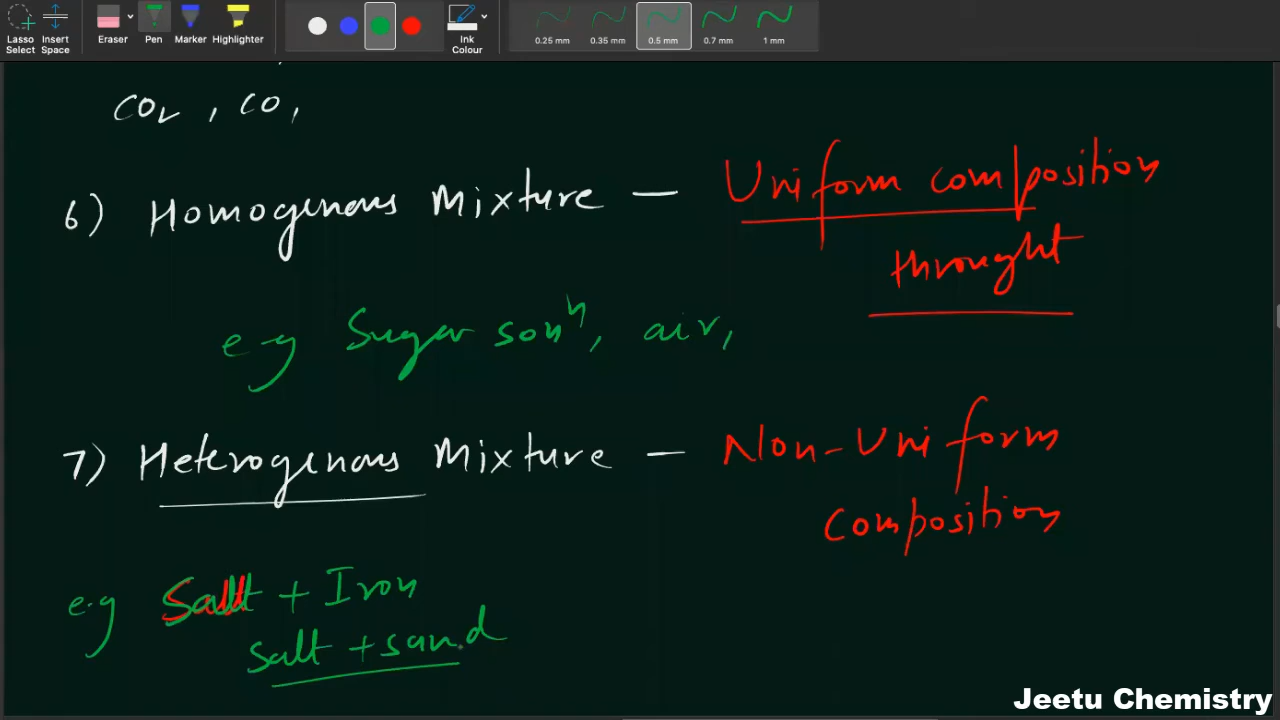 Lasso Select
Insert Space
Eraser
Pen
Marker
Highlighter
Ink Colour
0.25 mm
0.35 mm
0.5 mm
0.7 mm
1 mm
CO2, CO,
6) Homogenous Mixture — Uniform composition
throught
e.g Sugar sonⁿ, air,
7) Heterogenous Mixture — Non-Uniform
composition
e.g Salt + Iron
Salt + sand
Jeetu Chemistry